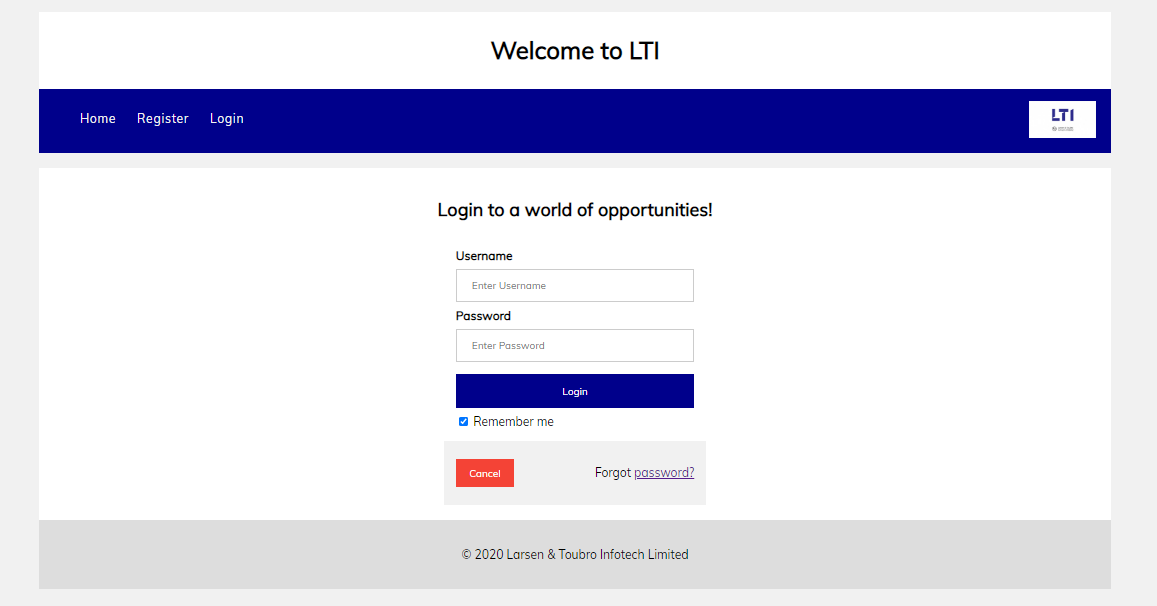 Welcome to LTI
Home Register Login
LTI
Login to a world of opportunities!
Username
Enter Username
Password
Enter Password
Login
Remember me
Cancel
Forgot password?
© 2020 Larsen & Toubro Infotech Limited